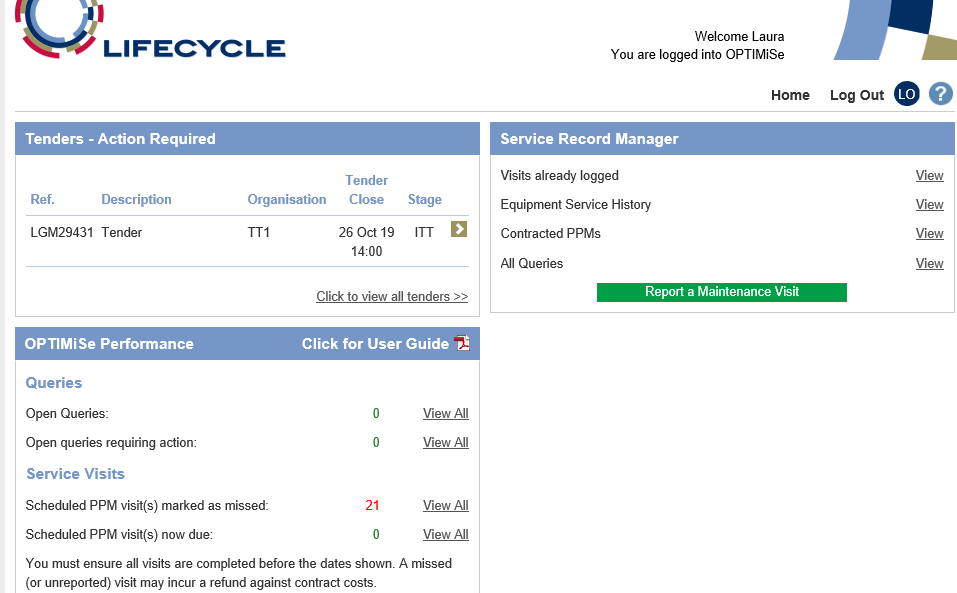 LIFECYCLE
Welcome Laura
You are logged into OPTIMiSe
Home Log Out LO ?
Tenders - Action Required
Ref. Description Organisation Tender Close Stage
LGM29431 Tender TT1 26 Oct 19 14:00 ITT
Click to view all tenders >>
Service Record Manager
Visits already logged View
Equipment Service History View
Contracted PPMs View
All Queries View
Report a Maintenance Visit
OPTIMiSe Performance Click for User Guide
Queries
Open Queries: 0 View All
Open queries requiring action: 0 View All
Service Visits
Scheduled PPM visit(s) marked as missed: 21 View All
Scheduled PPM visit(s) now due: 0 View All
You must ensure all visits are completed before the dates shown. A missed
(or unreported) visit may incur a refund against contract costs.